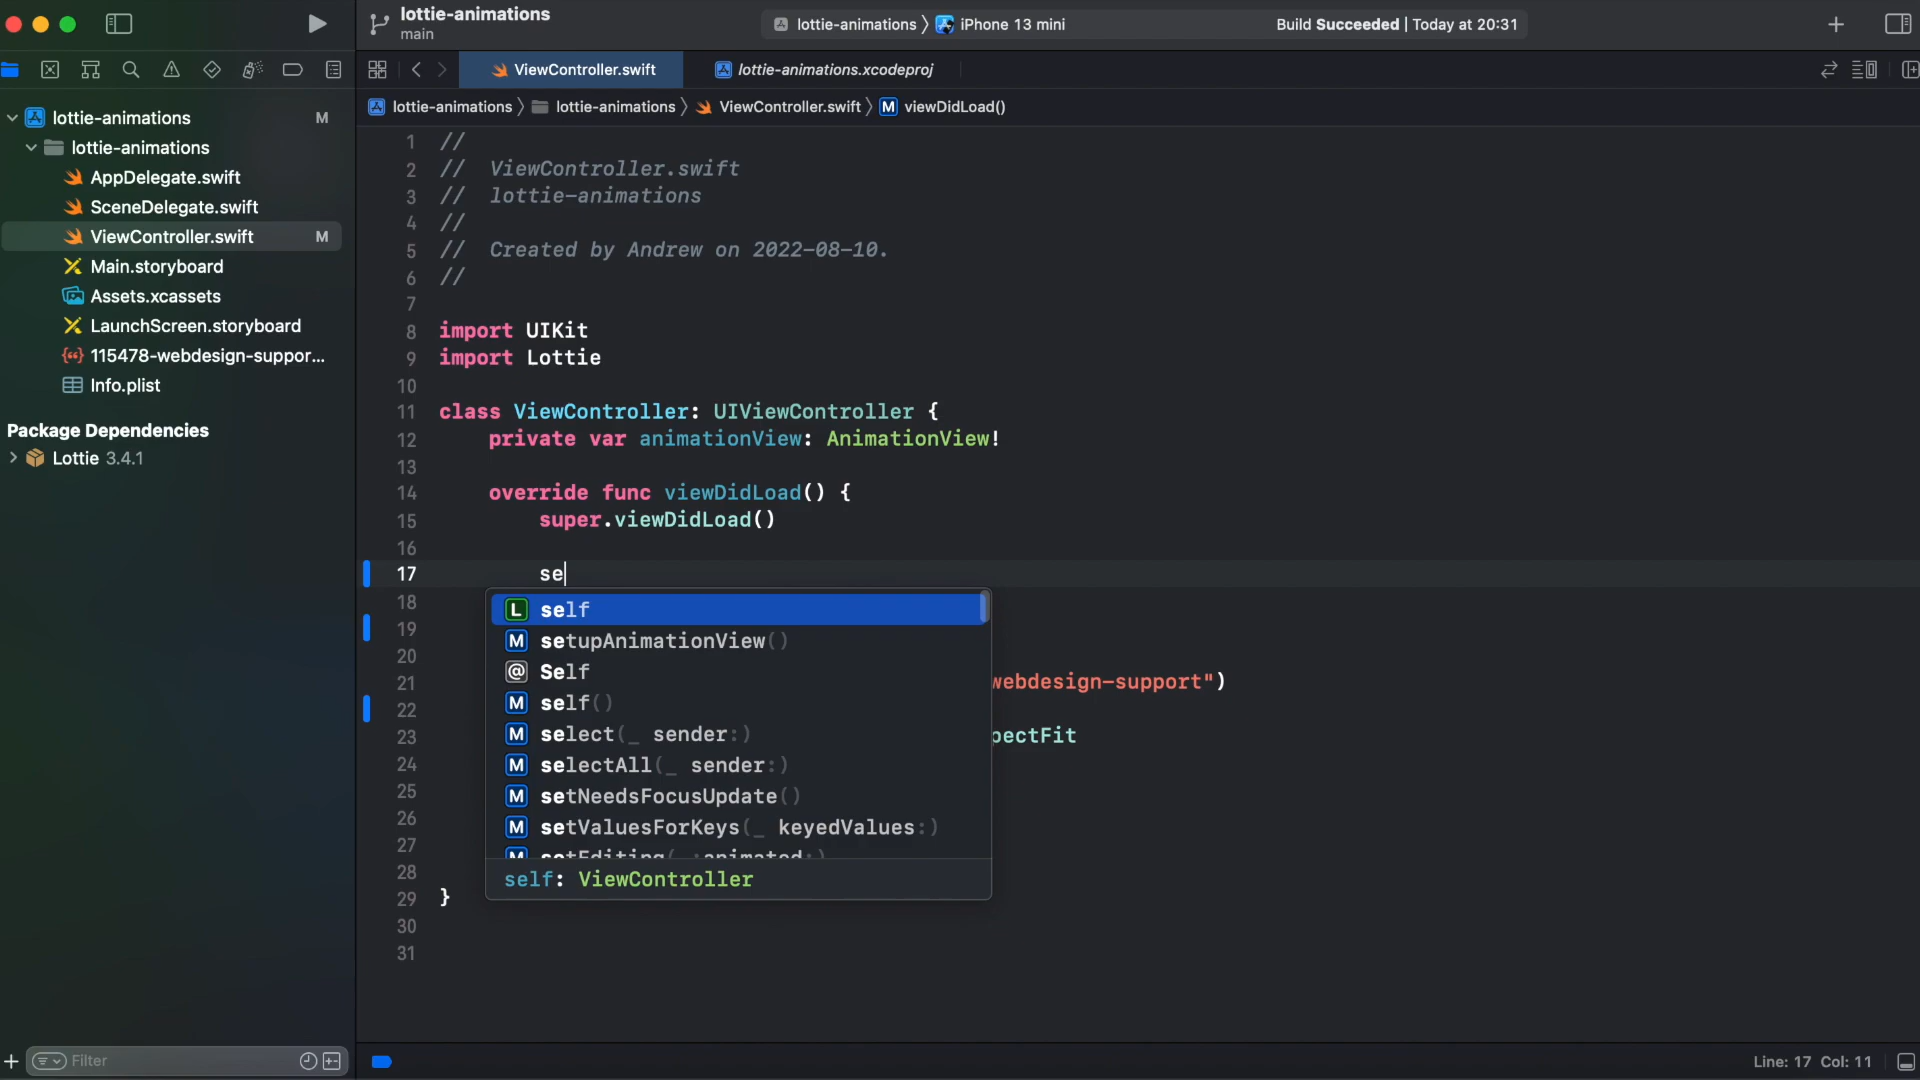 lottie-animations
main
lottie-animations
iPhone 13 mini
Build Succeeded | Today at 20:31
ViewController.swift
lottie-animations.xcodeproj
lottie-animations
lottie-animations
ViewController.swift
M
viewDidLoad()
lottie-animations
M
lottie-animations
AppDelegate.swift
SceneDelegate.swift
ViewController.swift
M
Main.storyboard
Assets.xcassets
LaunchScreen.storyboard
115478-webdesign-suppor...
Info.plist
Package Dependencies
Lottie 3.4.1
1 //
2 // ViewController.swift
3 // lottie-animations
4 //
5 // Created by Andrew on 2022-08-10.
6 //
7
8 import UIKit
9 import Lottie
10
11 class ViewController: UIViewController {
12 private var animationView: AnimationView!
13
14 override func viewDidLoad() {
15 super.viewDidLoad()
16
17 se
18
19
20
21 webdesign-support")
22
23 pectFit
24
25
26
27
28
29 }
30
31
L self
M setupAnimationView()
@ Self
M self()
M select(_ sender:)
M selectAll(_ sender:)
M setNeedsFocusUpdate()
M setValuesForKeys(_ keyedValues:)
M setEditing(_:animated:)
self: ViewController
Filter
Line: 17 Col: 11